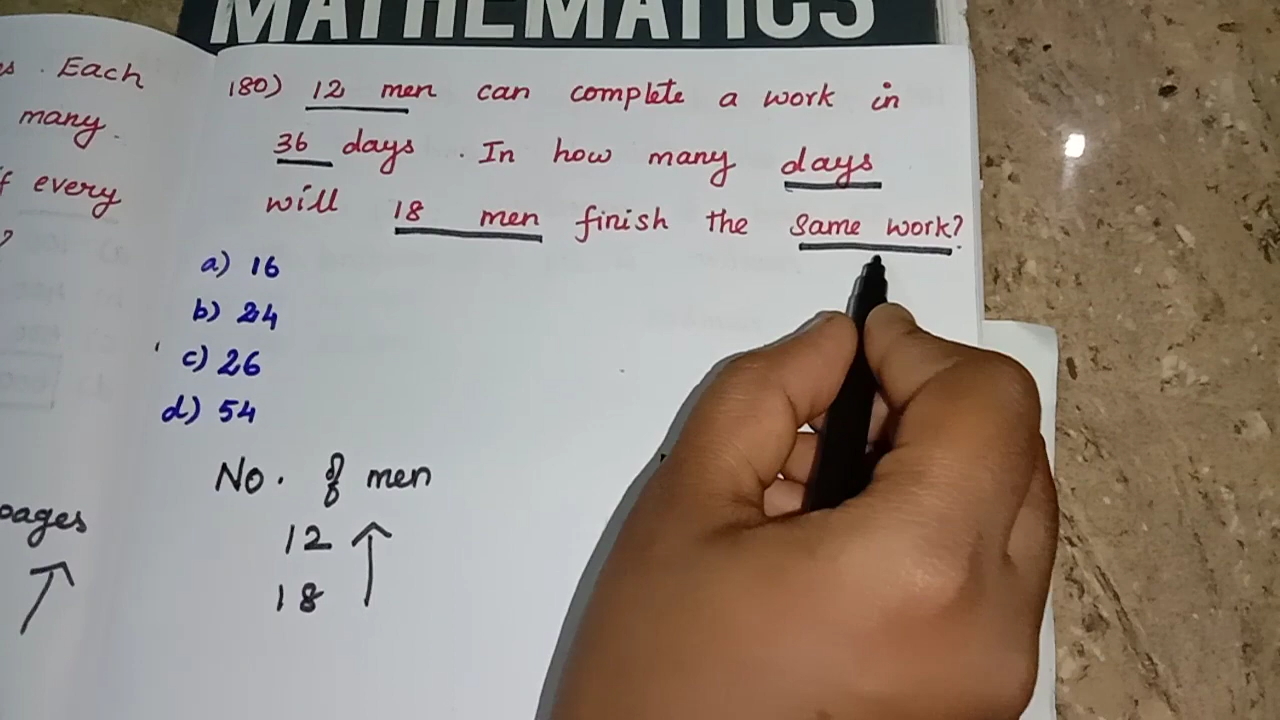 MATHEMATICS
s. Each
many.
f every
?
180) 12 men can complete a work in
36 days. In how many days
will 18 men finish the same work?
a) 16
b) 24
c) 26
d) 54
No. of men
12
18
pages